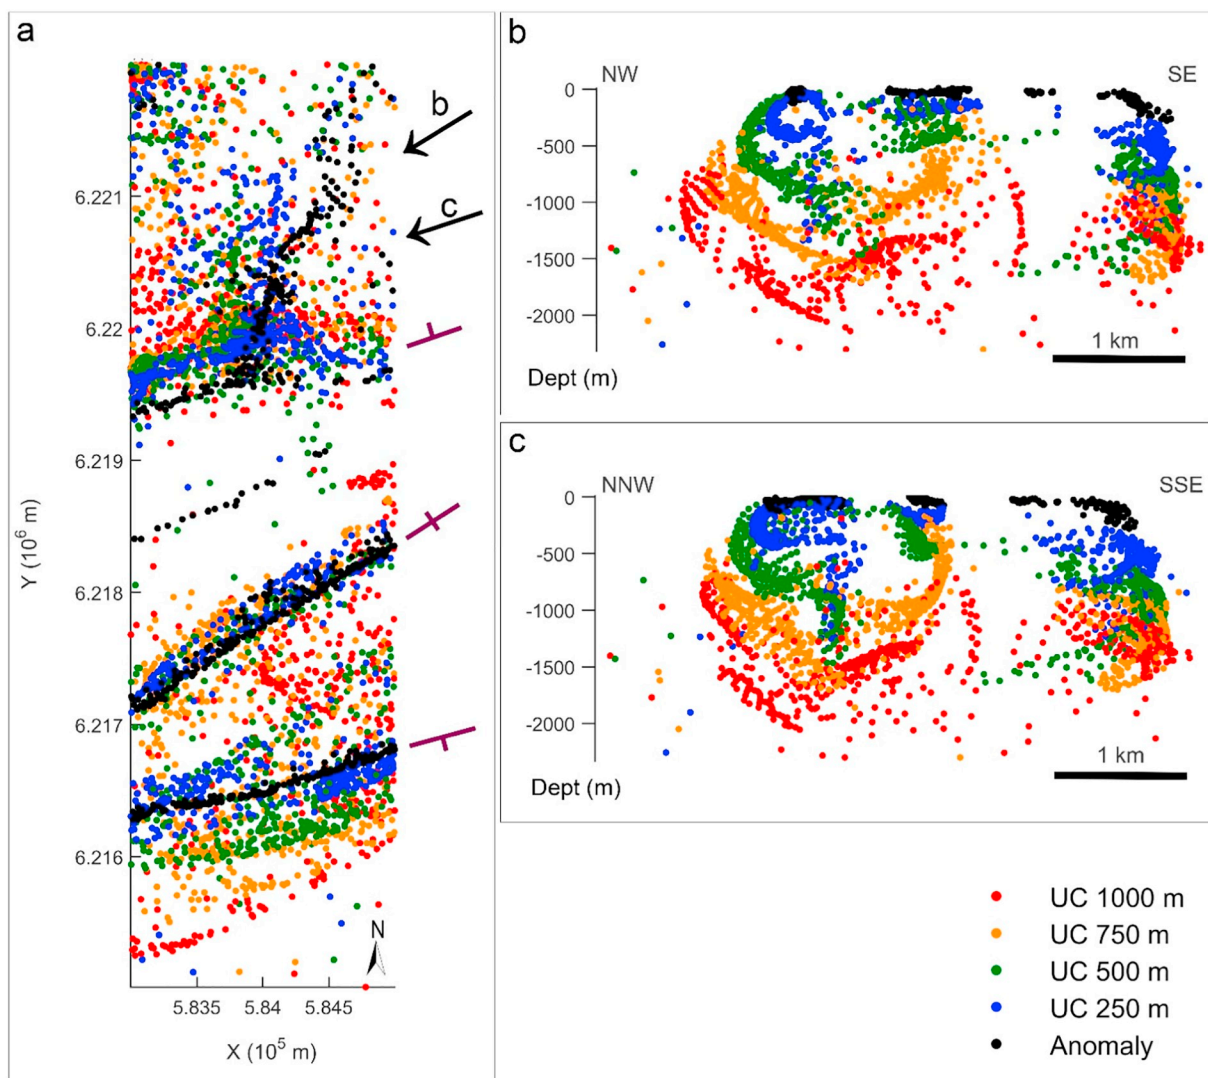 a
b
c
6.221
6.22
6.219
6.218
6.217
6.216
Y (10⁶ m)
N
5.835 5.84 5.845
X (10⁵ m)
b
NW SE
0
-500
-1000
-1500
-2000
1 km
Dept (m)
c
NNW SSE
0
-500
-1000
-1500
-2000
1 km
Dept (m)
UC 1000 m
UC 750 m
UC 500 m
UC 250 m
Anomaly